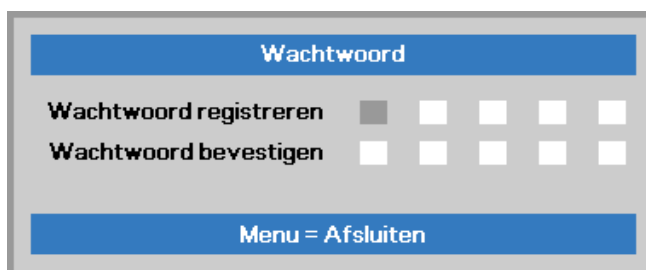 Wachtwoord
Wachtwoord registreren
Wachtwoord bevestigen
Menu = Afsluiten